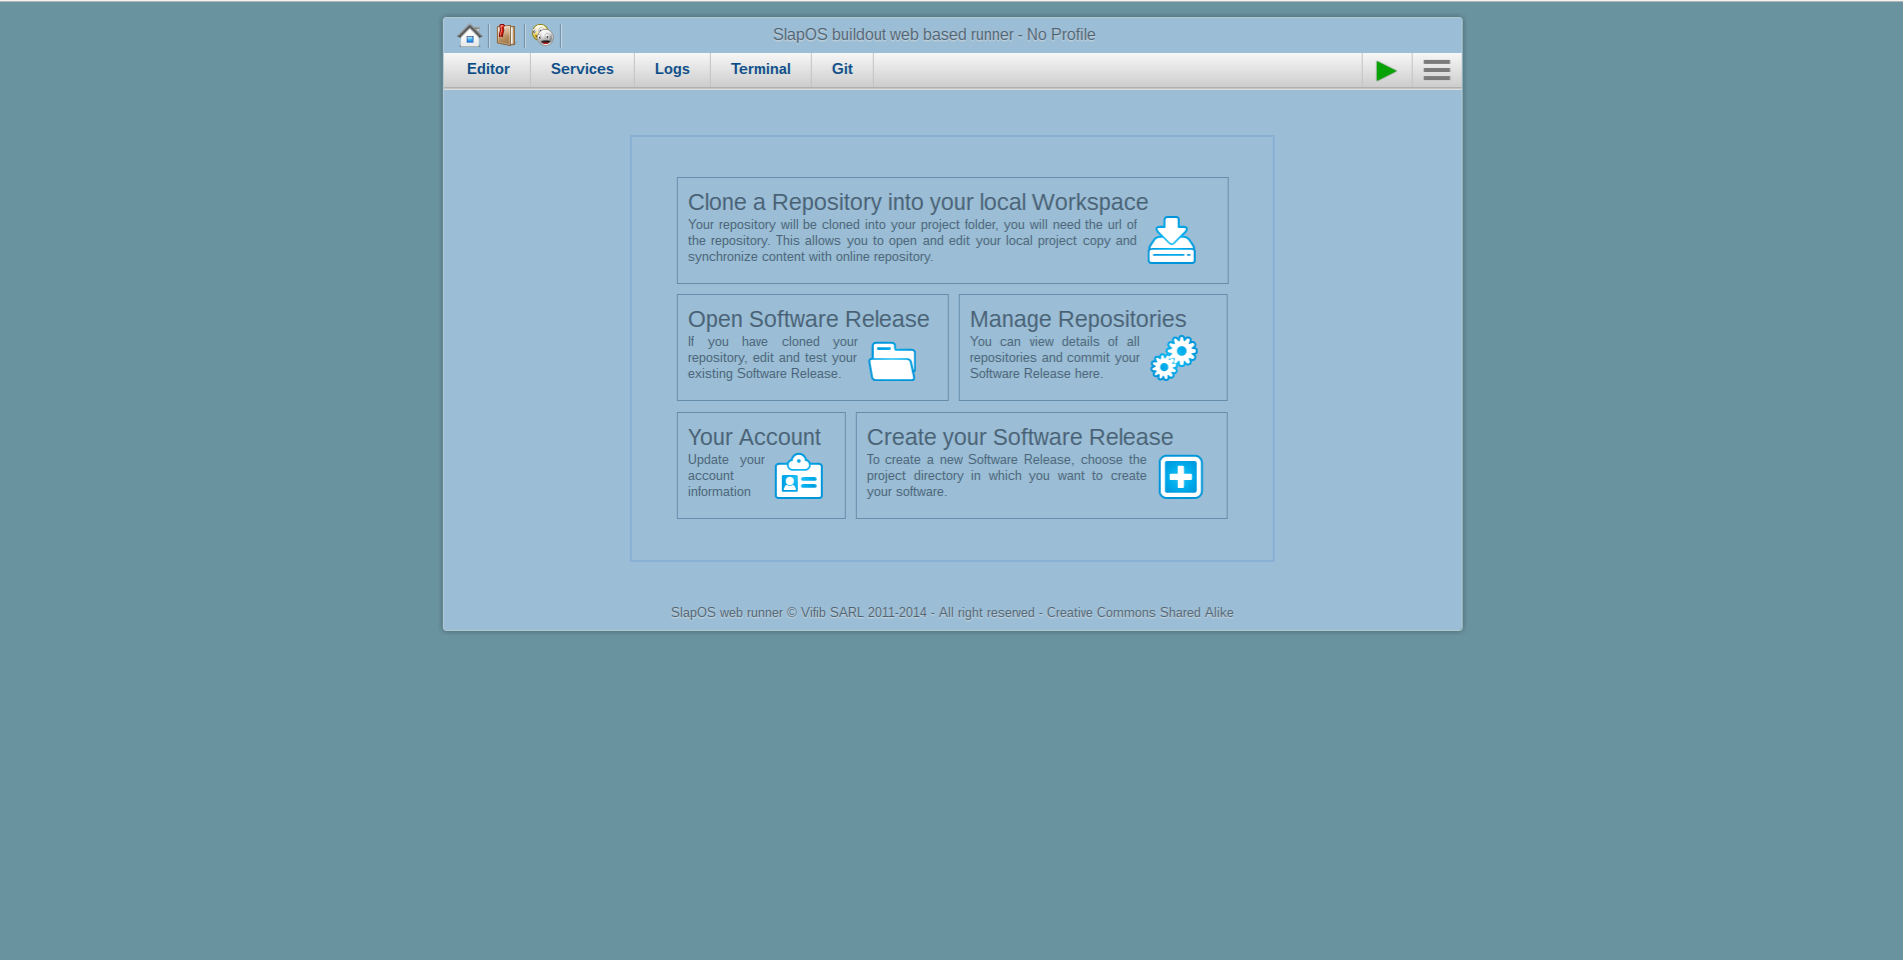 SlapOS buildout web based runner - No Profile
Editor Services Logs Terminal Git
Clone a Repository into your local Workspace
Your repository will be cloned into your project folder, you will need the url of
the repository. This allows you to open and edit your local project copy and
synchronize content with online repository.
Open Software Release
If you have cloned your
repository, edit and test your
existing Software Release.
Manage Repositories
You can view details of all
repositories and commit your
Software Release here.
Your Account
Update your
account
information
Create your Software Release
To create a new Software Release, choose the
project directory in which you want to create
your software.
SlapOS web runner © Vifib SARL 2011-2014 - All right reserved - Creative Commons Shared Alike